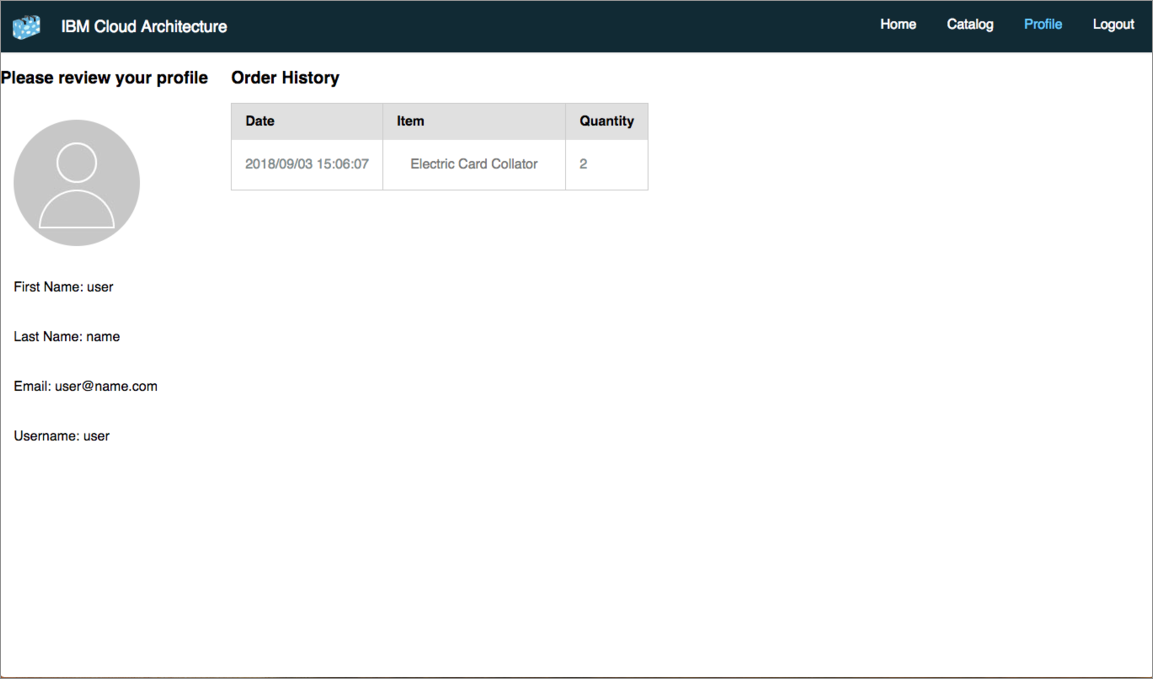 IBM Cloud Architecture
Home Catalog Profile Logout
Please review your profile
First Name: user
Last Name: name
Email: user@name.com
Username: user
Order History
Date Item Quantity
2018/09/03 15:06:07 Electric Card Collator 2